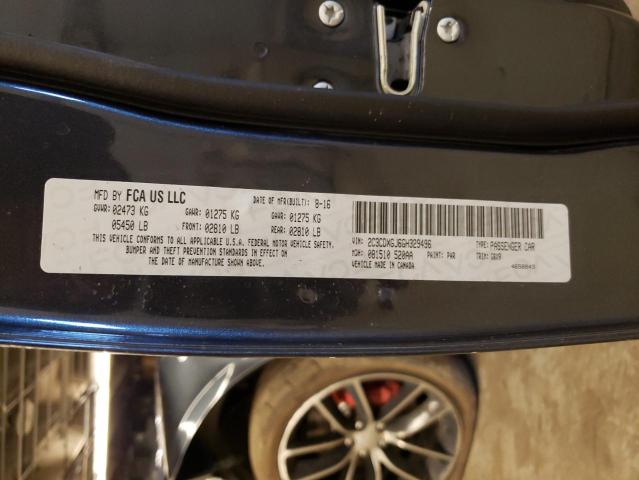 MFD BY FCA US LLC DATE OF MFR(BUILT): 8-16
GVWR: 02473 KG GAWR: 01275 KG GAWR: 01275 KG
05450 LB FRONT: 02810 LB REAR: 02810 LB
THIS VEHICLE CONFORMS TO ALL APPLICABLE U.S.A. FEDERAL MOTOR VEHICLE SAFETY,
BUMPER AND THEFT PREVENTION STANDARDS IN EFFECT ON
THE DATE OF MANUFACTURE SHOWN ABOVE.
VIN: 2C3CDXGJ6GH329496 TYPE: PASSENGER CAR
MDH: 081510 520AA PAINT: PAR TRIM: GBX9
VEHICLE MADE IN CANADA